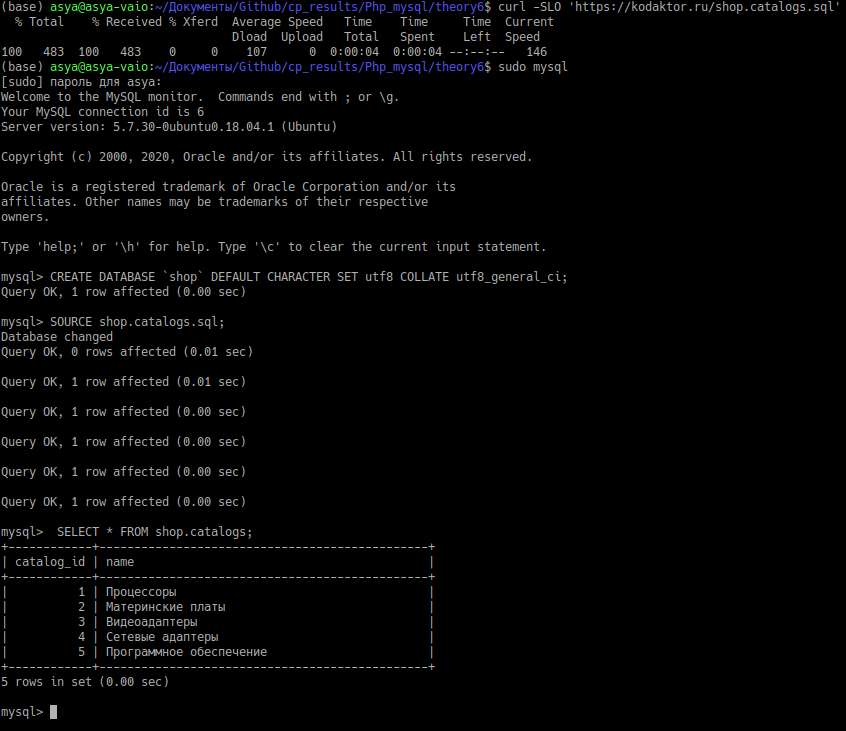 (base) asya@asya-vaio:~/Документы/Github/cp_results/Php_mysql/theory6$ curl -SLO 'https://kodaktor.ru/shop.catalogs.sql'
  % Total    % Received % Xferd  Average Speed   Time    Time     Time  Current
                                 Dload  Upload   Total   Spent    Left  Speed
100   483  100   483    0     0    107      0  0:00:04  0:00:04 --:--:--   146
(base) asya@asya-vaio:~/Документы/Github/cp_results/Php_mysql/theory6$ sudo mysql
[sudo] пароль для asya:
Welcome to the MySQL monitor.  Commands end with ; or \g.
Your MySQL connection id is 6
Server version: 5.7.30-0ubuntu0.18.04.1 (Ubuntu)
Copyright (c) 2000, 2020, Oracle and/or its affiliates. All rights reserved.
Oracle is a registered trademark of Oracle Corporation and/or its
affiliates. Other names may be trademarks of their respective
owners.
Type 'help;' or '\h' for help. Type '\c' to clear the current input statement.
mysql> CREATE DATABASE `shop` DEFAULT CHARACTER SET utf8 COLLATE utf8_general_ci;
Query OK, 1 row affected (0.00 sec)
mysql> SOURCE shop.catalogs.sql;
Database changed
Query OK, 0 rows affected (0.01 sec)
Query OK, 1 row affected (0.01 sec)
Query OK, 1 row affected (0.00 sec)
Query OK, 1 row affected (0.00 sec)
Query OK, 1 row affected (0.00 sec)
Query OK, 1 row affected (0.00 sec)
mysql>  SELECT * FROM shop.catalogs;
+------------+-----------------------------------------------+
| catalog_id | name                                          |
+------------+-----------------------------------------------+
|          1 | Процессоры                                    |
|          2 | Материнские платы                             |
|          3 | Видеоадаптеры                                 |
|          4 | Сетевые адаптеры                              |
|          5 | Программное обеспечение                       |
+------------+-----------------------------------------------+
5 rows in set (0.00 sec)
mysql>